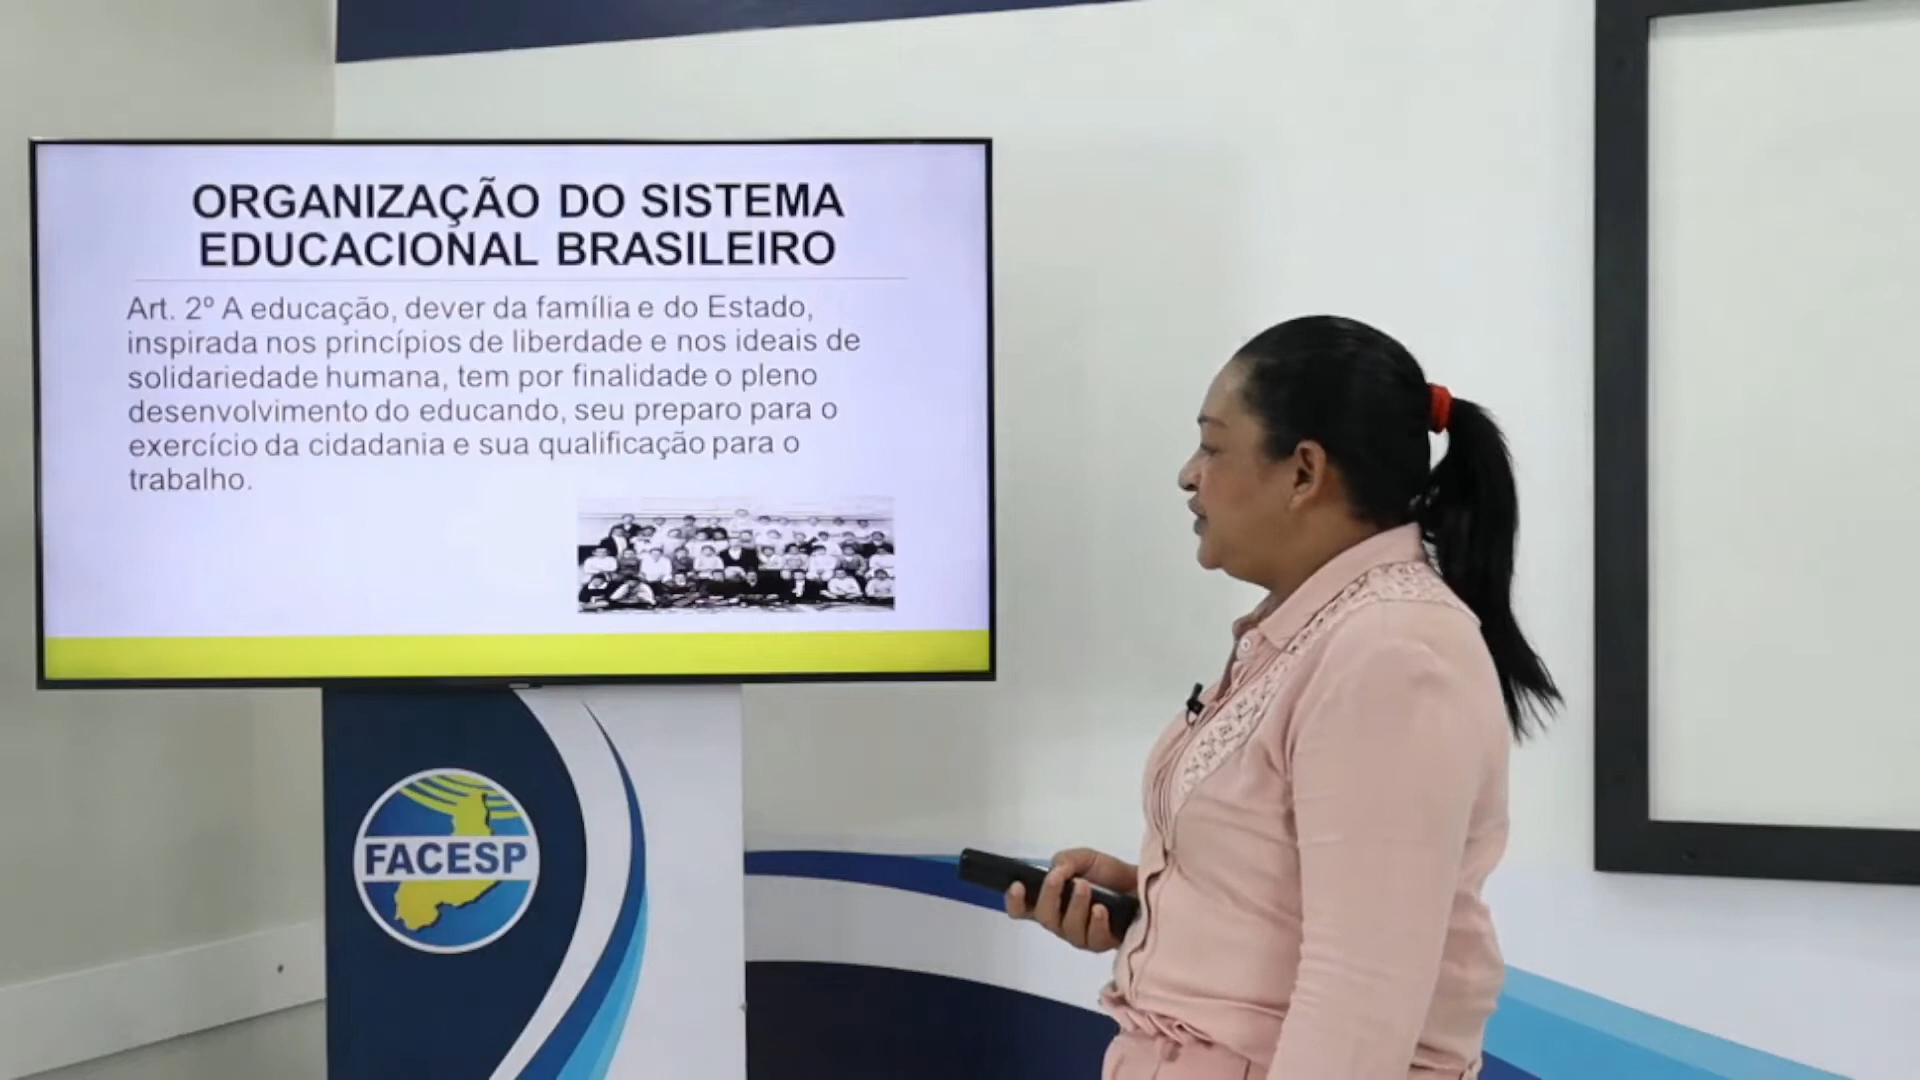 ORGANIZAÇÃO DO SISTEMA
EDUCACIONAL BRASILEIRO
Art. 2º A educação, dever da família e do Estado,
inspirada nos princípios de liberdade e nos ideais de
solidariedade humana, tem por finalidade o pleno
desenvolvimento do educando, seu preparo para o
exercício da cidadania e sua qualificação para o
trabalho.
FACESP